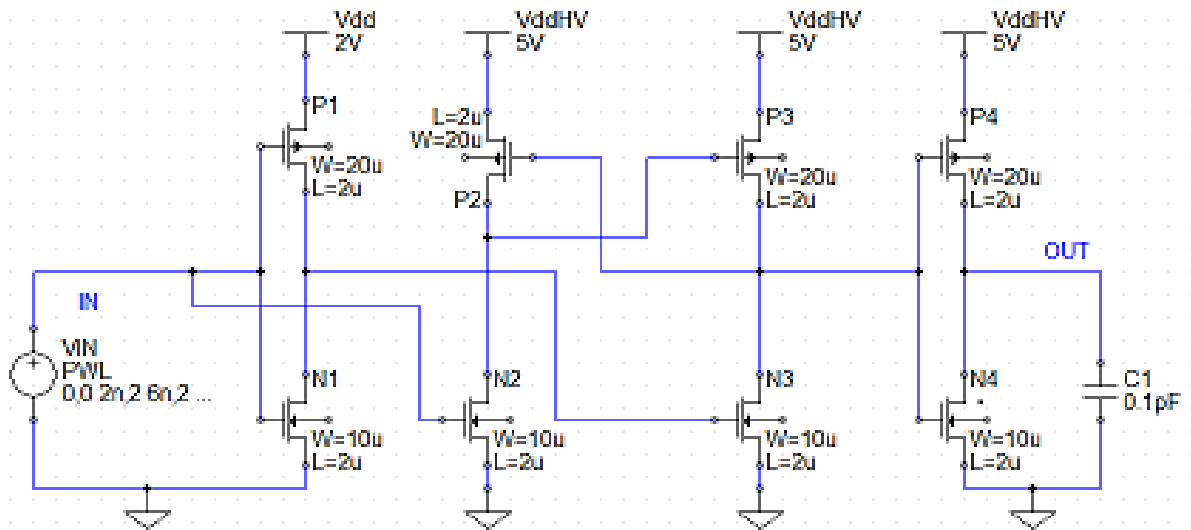 Vdd
2V
VddHV
5V
VddHV
5V
VddHV
5V
P1
W=20u
L=2u
L=2u
W=20u
P2
P3
W=20u
L=2u
P4
W=20u
L=2u
OUT
IN
VIN
PWL
0,0 2n,2 6n,2 ...
N1
W=10u
L=2u
N2
W=10u
L=2u
N3
W=10u
L=2u
N4
W=10u
L=2u
C1
0.1pF